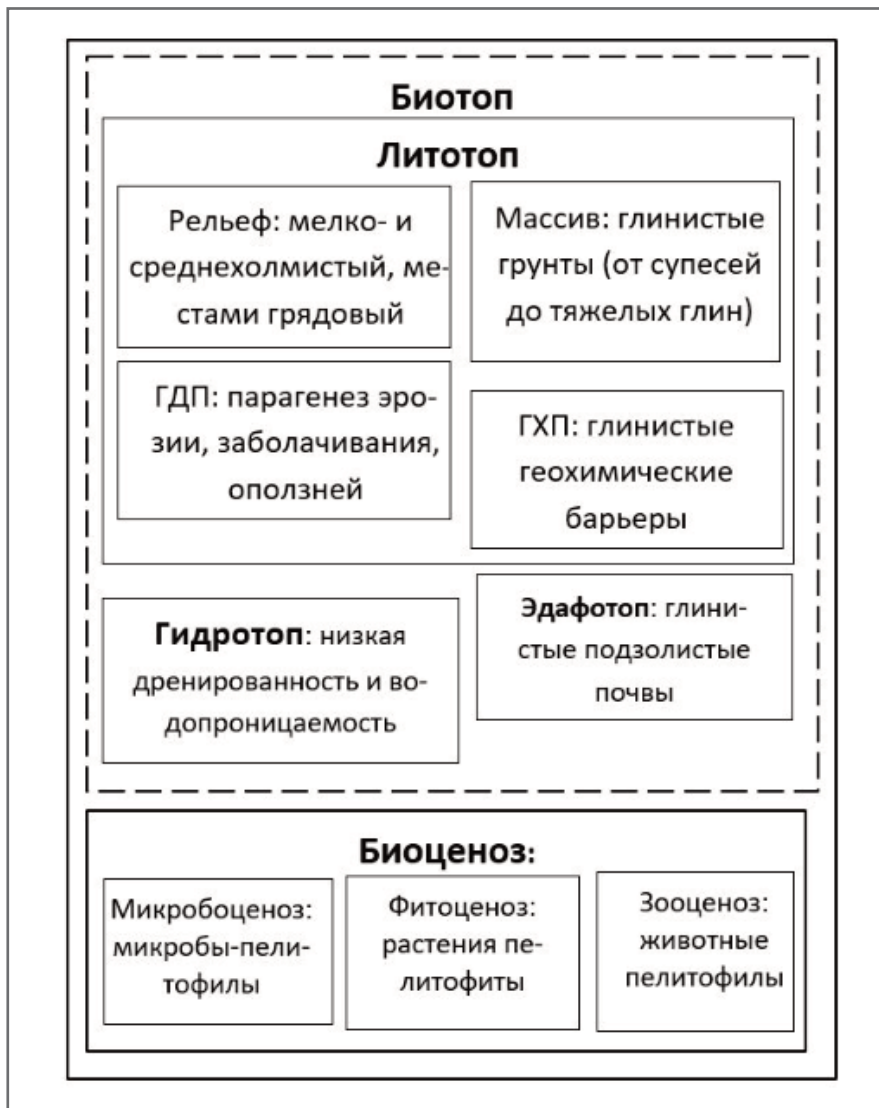 Биотоп
Литотоп
Рельеф: мелко- и
среднехолмистый, ме-
стами грядовый
Массив: глинистые
грунты (от супесей
до тяжелых глин)
ГДП: парагенез эро-
зии, заболачивания,
оползней
ГХП: глинистые
геохимические
барьеры
Гидротоп: низкая
дренированность и во-
допроницаемость
Эдафотоп: глини-
стые подзолистые
почвы
Биоценоз:
Микробоценоз:
микробы-пели-
тофилы
Фитоценоз:
растения пе-
литофиты
Зооценоз:
животные
пелитофилы